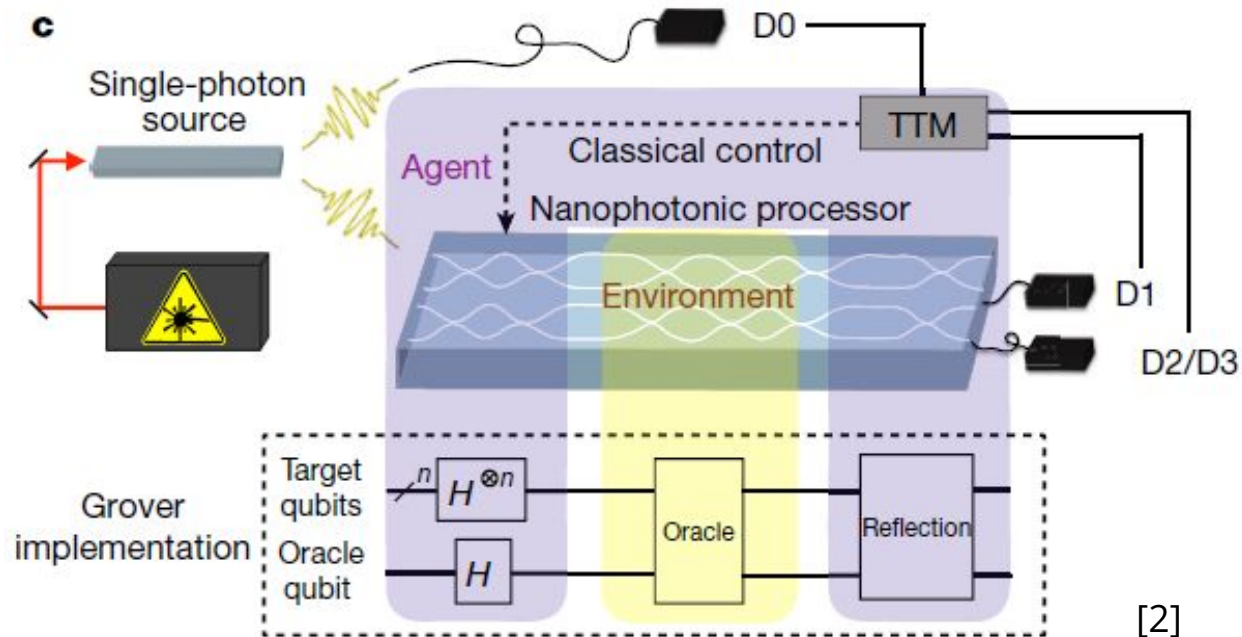 c
D0
Single-photon
source
TTM
Classical control
Agent
Nanophotonic processor
Environment
D1
D2/D3
Grover
implementation
Target
qubits
n
H⊗n
Oracle
Reflection
Oracle
qubit
H
[2]